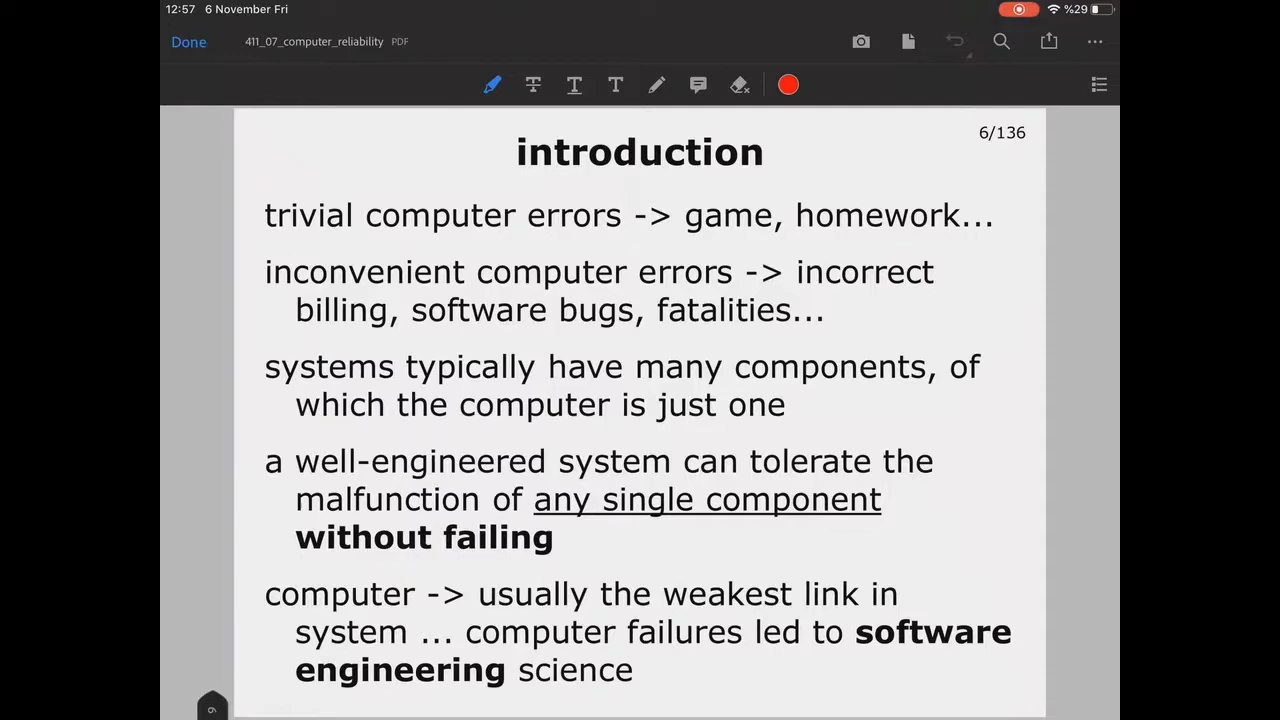 12:57 6 November Fri
%29
Done
411_07_computer_reliability PDF
T T T
6/136
introduction
trivial computer errors -> game, homework...
inconvenient computer errors -> incorrect
billing, software bugs, fatalities...
systems typically have many components, of
which the computer is just one
a well-engineered system can tolerate the
malfunction of any single component
without failing
computer -> usually the weakest link in
system ... computer failures led to software
engineering science
6